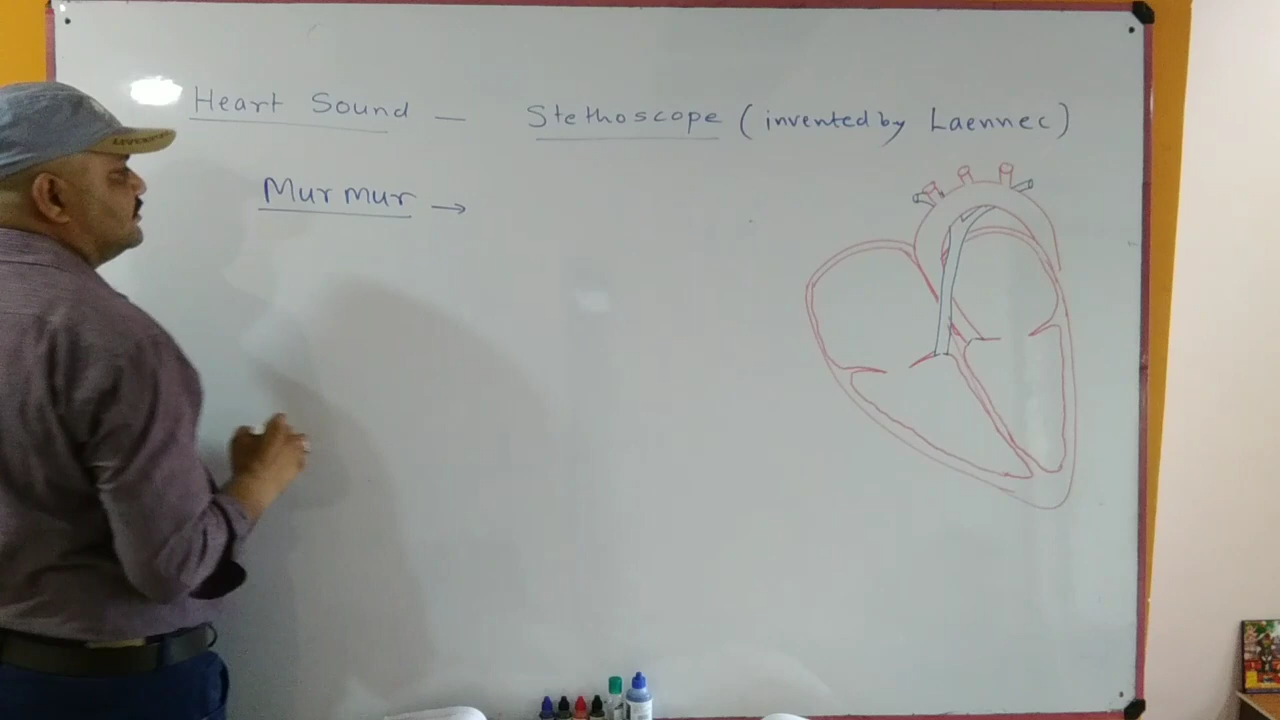 Heart Sound — Stethoscope (invented by Laennec)
Murmur →